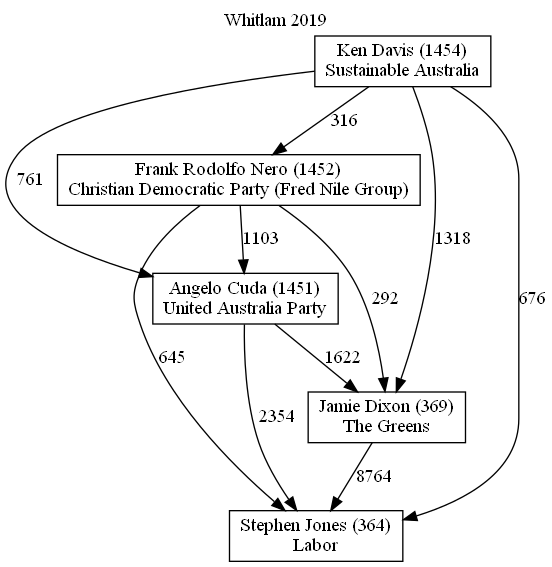 Whitlam 2019
Ken Davis (1454)
Sustainable Australia
316
Frank Rodolfo Nero (1452)
Christian Democratic Party (Fred Nile Group)
761
1318
1103
Angelo Cuda (1451)
United Australia Party
292
676
645
1622
2354
Jamie Dixon (369)
The Greens
8764
Stephen Jones (364)
Labor